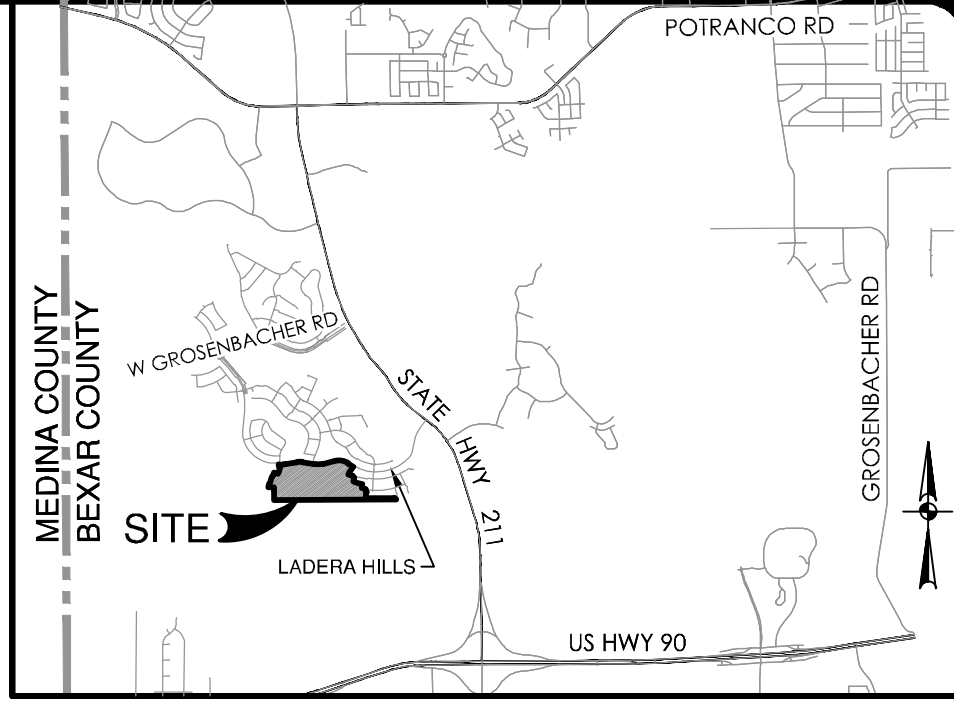 POTRANCO RD
GROSENBACHER RD
W GROSENBACHER RD
MEDINA COUNTY
BEXAR COUNTY
STATE
HWY
211
SITE
LADERA HILLS
US HWY 90